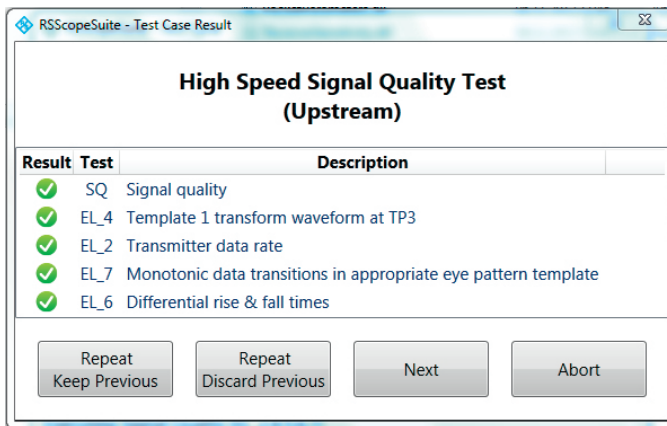 RSScopeSuite - Test Case Result
High Speed Signal Quality Test
(Upstream)
Result Test Description
SQ Signal quality
EL_4 Template 1 transform waveform at TP3
EL_2 Transmitter data rate
EL_7 Monotonic data transitions in appropriate eye pattern template
EL_6 Differential rise & fall times
Repeat
Keep Previous
Repeat
Discard Previous
Next
Abort